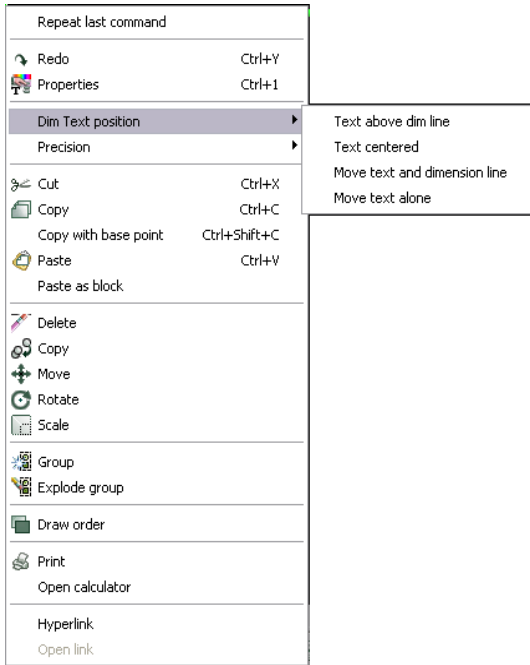 Repeat last command
Redo Ctrl+Y
Properties Ctrl+1
Dim Text position
Text above dim line
Precision
Text centered
Move text and dimension line
Cut Ctrl+X
Move text alone
Copy Ctrl+C
Copy with base point Ctrl+Shift+C
Paste Ctrl+V
Paste as block
Delete
Copy
Move
Rotate
Scale
Group
Explode group
Draw order
Print
Open calculator
Hyperlink
Open link